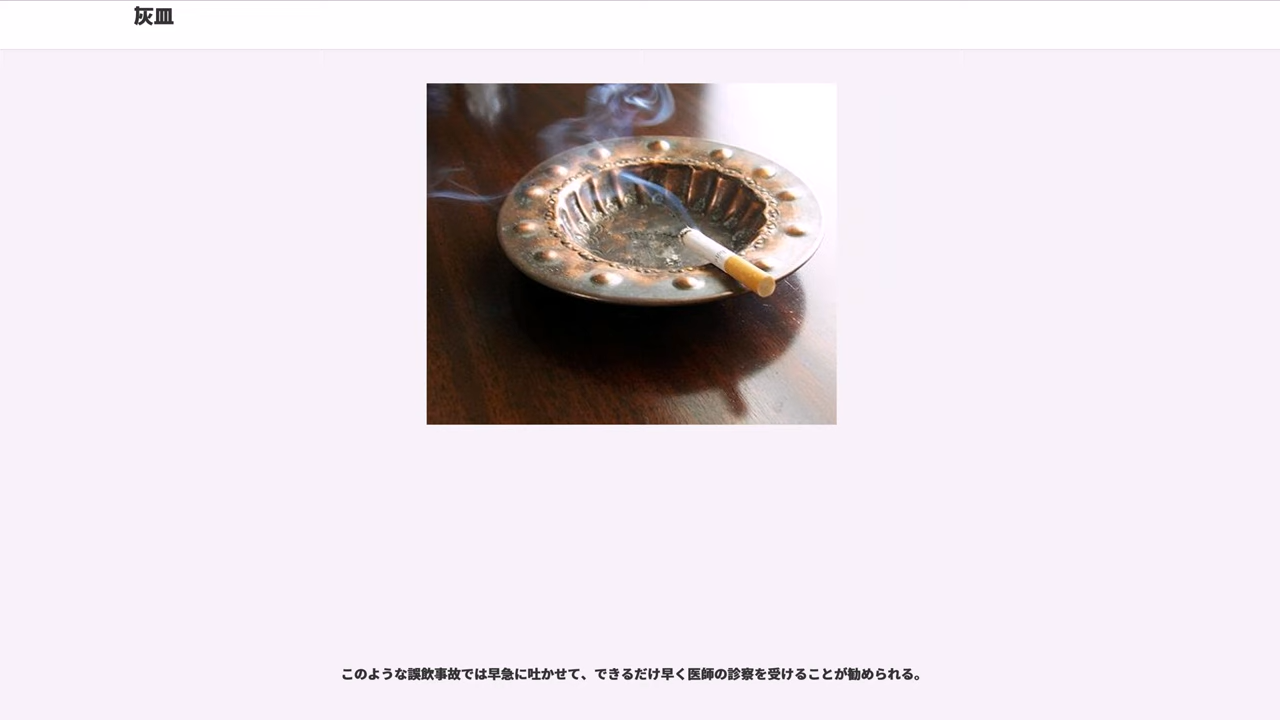 灰皿
このような誤飲事故では早急に吐かせて、できるだけ早く医師の診察を受けることが勧められる。